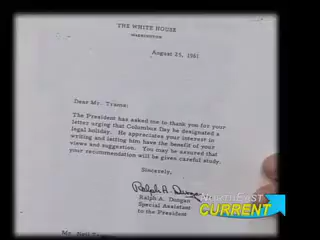 THE WHITE HOUSE
WASHINGTON
August 25, 1961
Dear Mr. Trame:
The President has asked me to thank you for your
letter urging that Columbus Day be designated a
legal holiday. He appreciates your interest in
writing and letting him have the benefit of your
views and suggestion. You may be assured that
your recommendation will be given careful study.
Sincerely,
Ralph A. Dungan
Ralph A. Dungan
Special Assistant
to the President
NORTHEAST
CURRENT